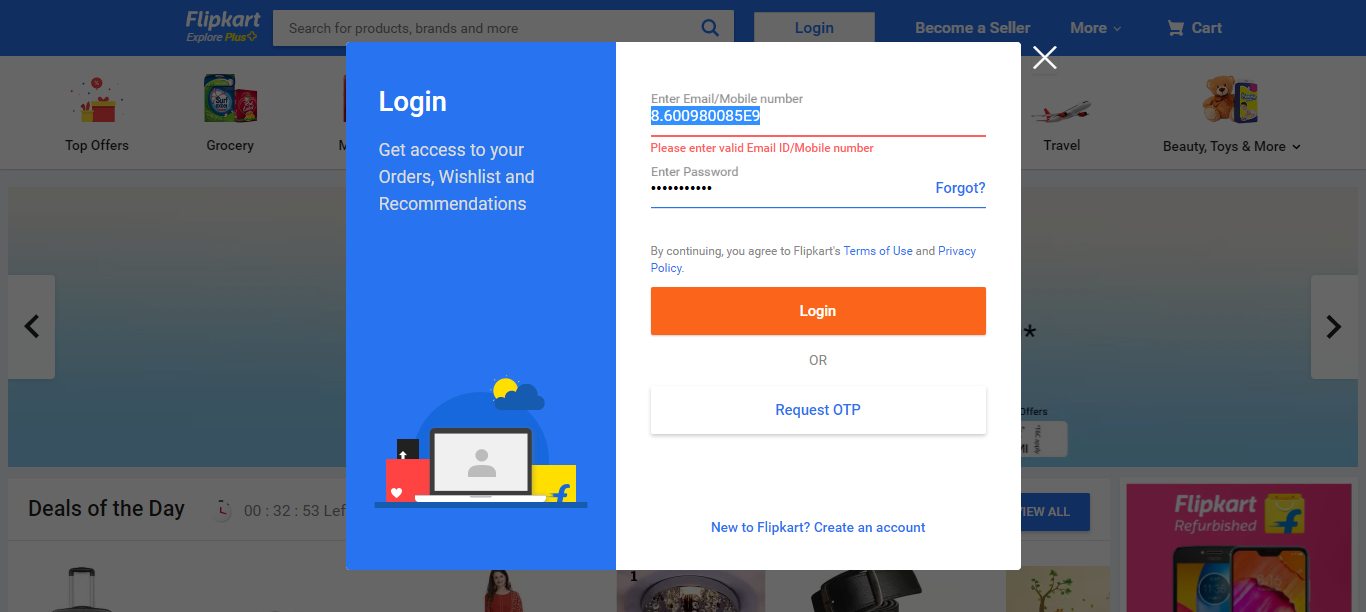 Flipkart
Explore Plus
Search for products, brands and more
Login
Become a Seller
More
Cart
Top Offers
Grocery
M
Travel
Beauty, Toys & More
Login
Get access to your
Orders, Wishlist and
Recommendations
Enter Email/Mobile number
8.600980085E9
Please enter valid Email ID/Mobile number
Enter Password
•••••••••••
Forgot?
By continuing, you agree to Flipkart's Terms of Use and Privacy
Policy.
Login
OR
Request OTP
New to Flipkart? Create an account
*
Offers
MI
T&C Apply
Deals of the Day
00 : 32 : 53 Lef
VIEW ALL
Flipkart
Refurbished
1